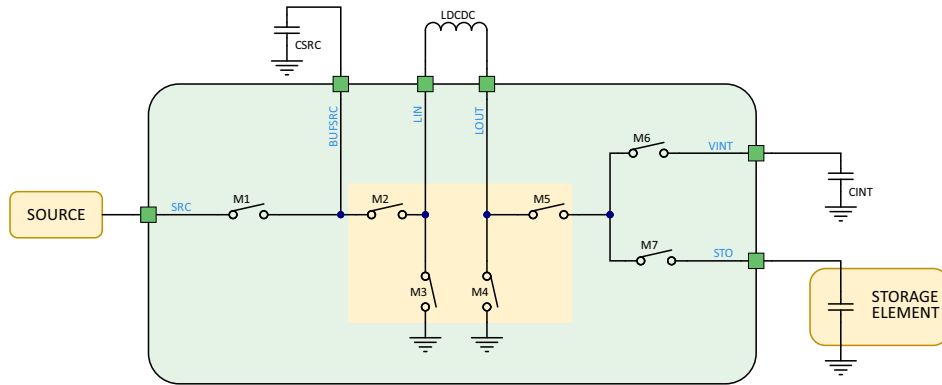 LDCDC
CSRC
BUFSRC
LIN
LOUT
M6
VINT
CINT
SOURCE
SRC
M1
M2
M5
M7
STO
M3
M4
STORAGE
ELEMENT